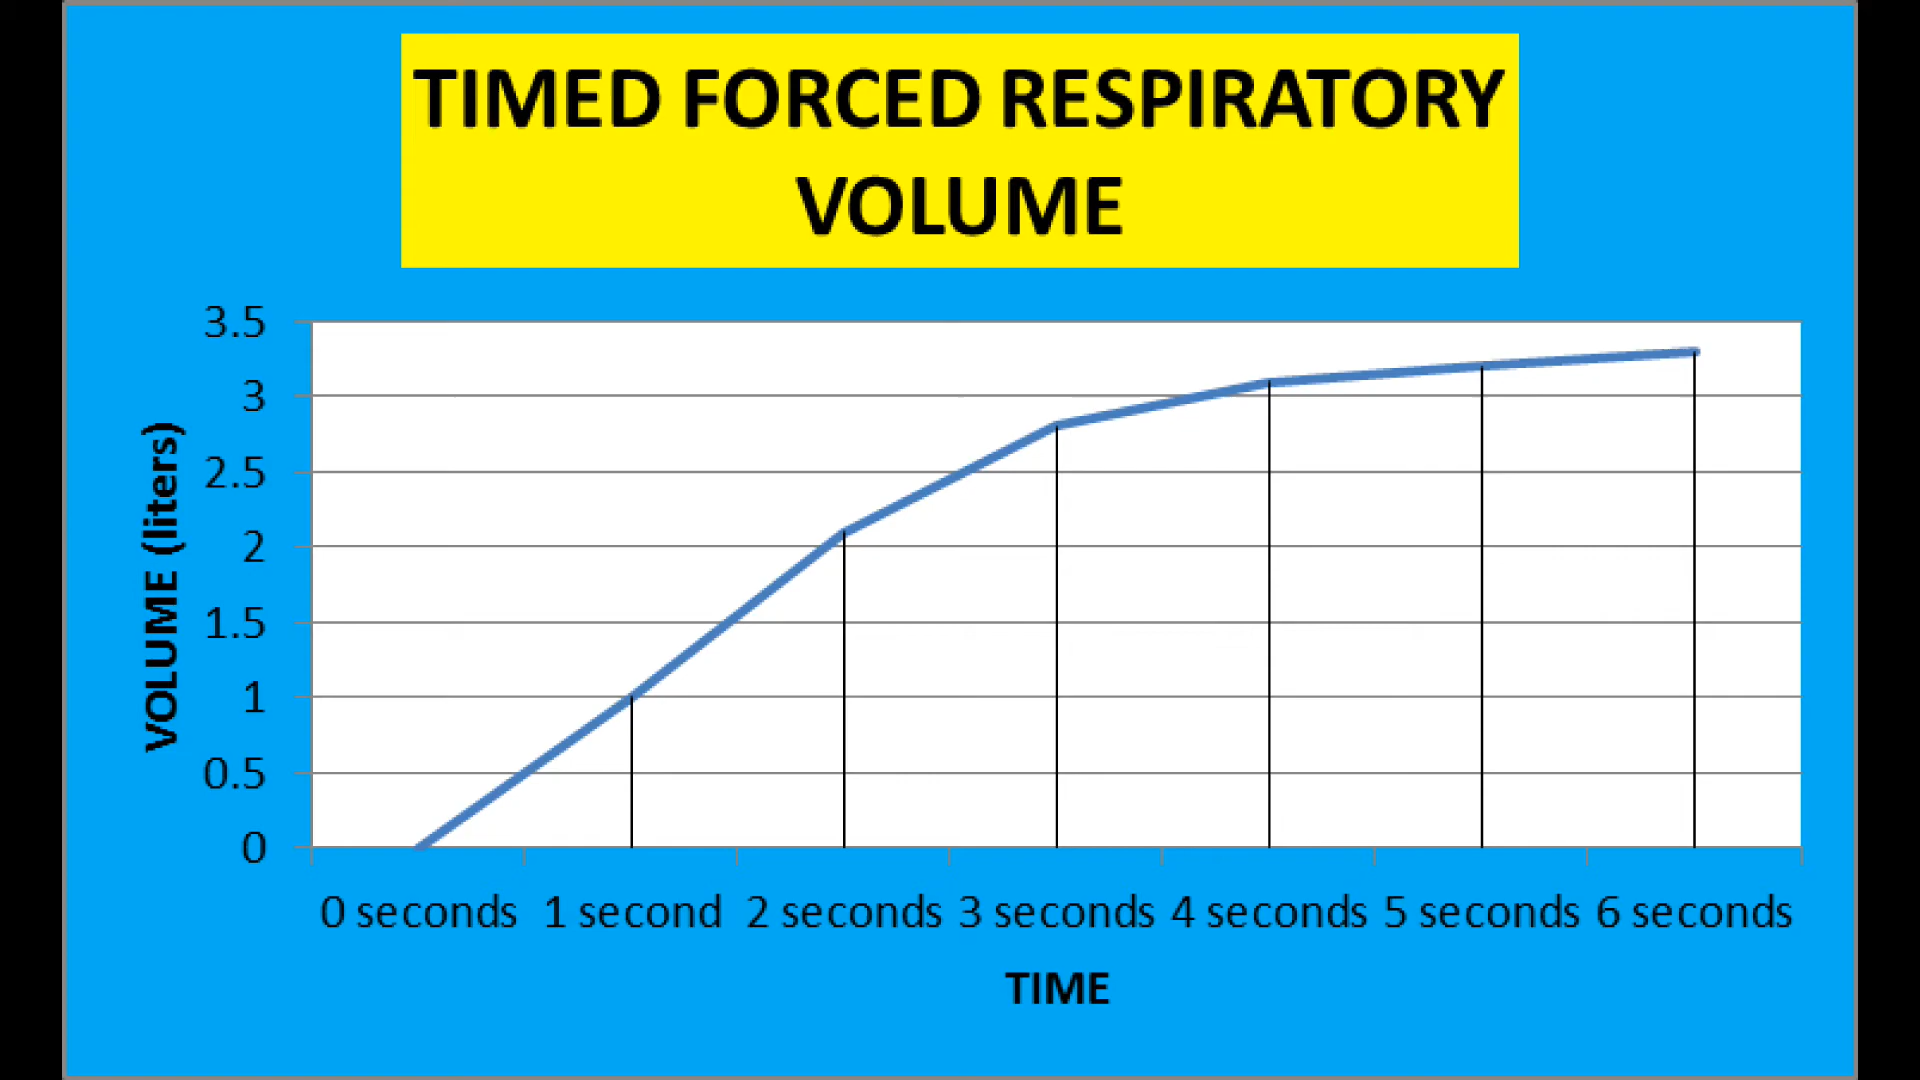 TIMED FORCED RESPIRATORY
VOLUME
3.5
3
2.5
2
1.5
1
0.5
0
VOLUME (liters)
0 seconds 1 second 2 seconds 3 seconds 4 seconds 5 seconds 6 seconds
TIME